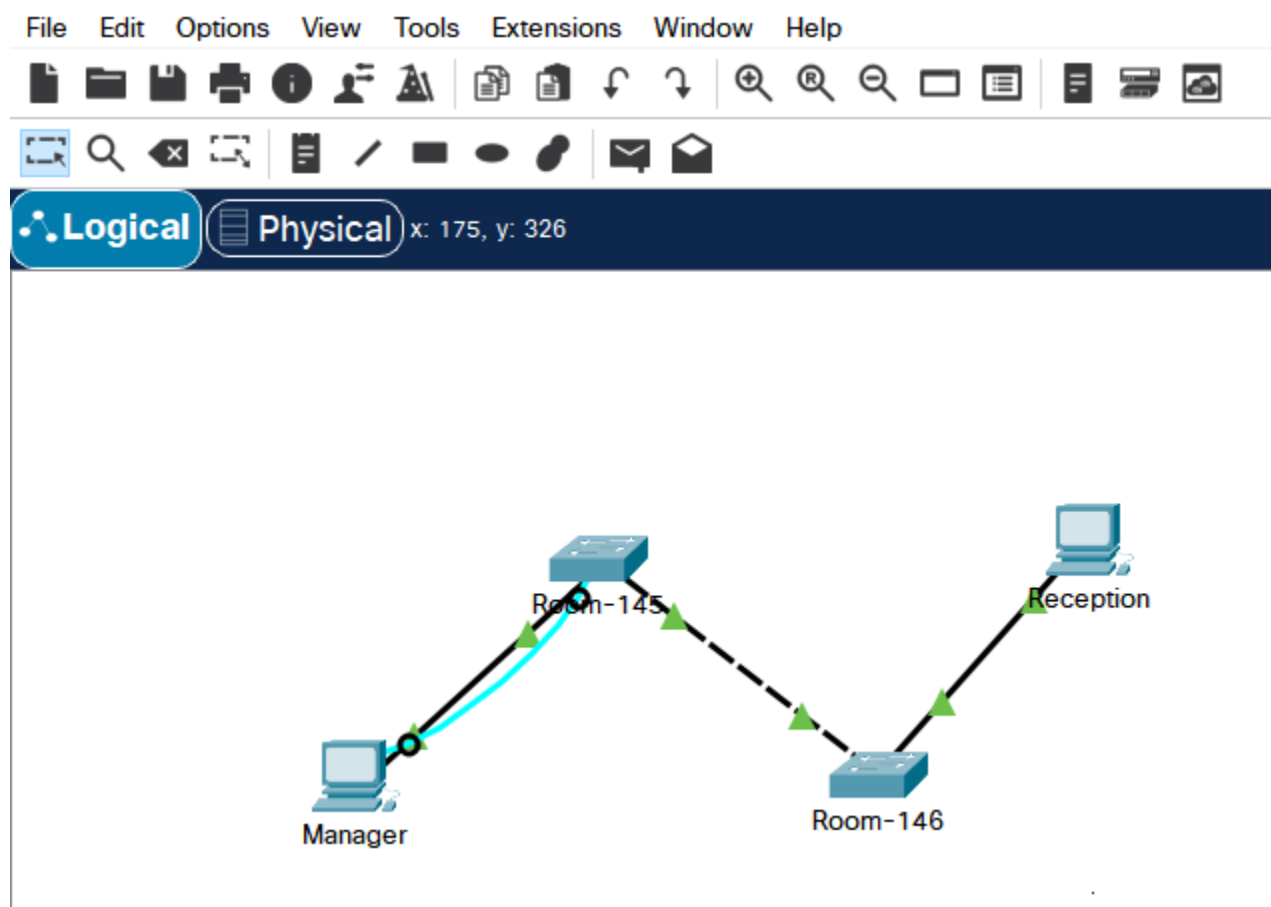 File Edit Options View Tools Extensions Window Help
Logical Physical x: 175, y: 326
Reception
Room-145
Room-146
Manager